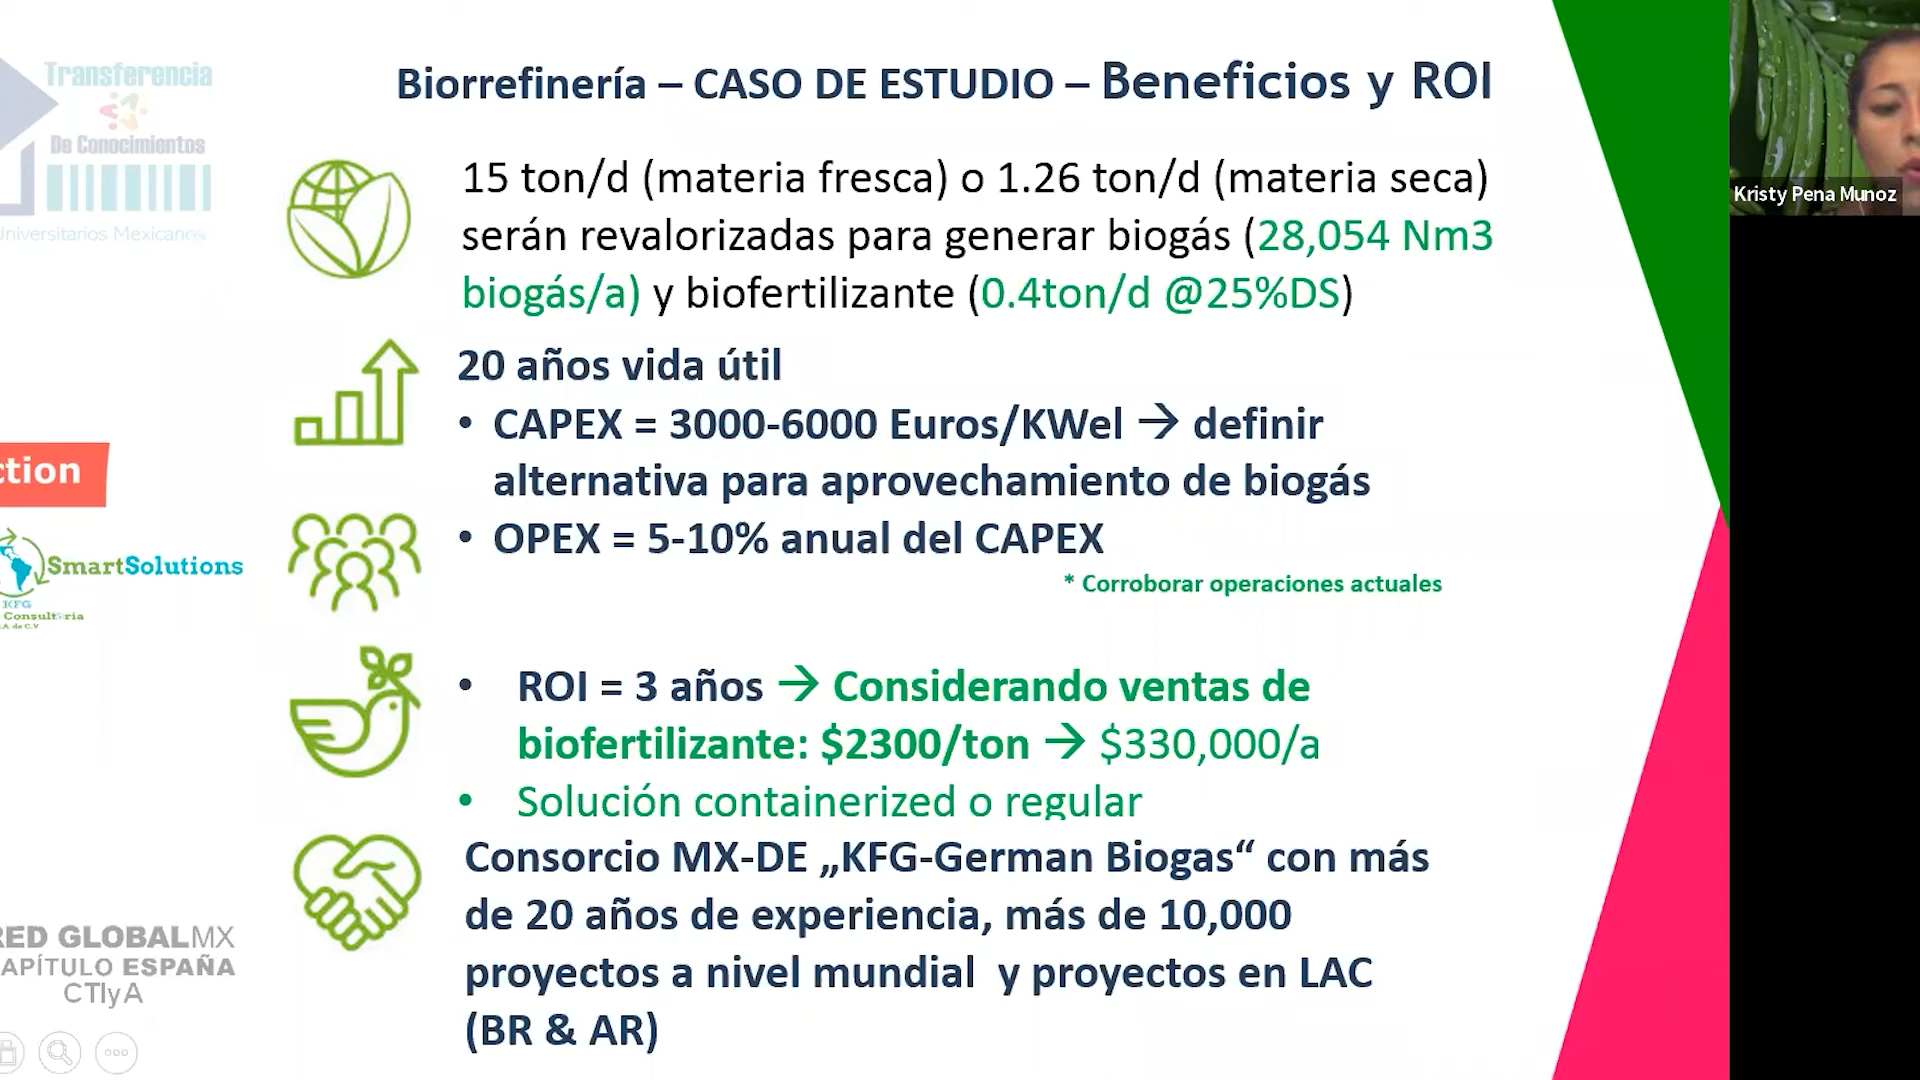 Transferencia
De Conocimientos
Universitarios Mexicanos
Biorrefinería – CASO DE ESTUDIO – Beneficios y ROI
15 ton/d (materia fresca) o 1.26 ton/d (materia seca)
serán revalorizadas para generar biogás (28,054 Nm3
biogás/a) y biofertilizante (0.4ton/d @25%DS)
20 años vida útil
• CAPEX = 3000-6000 Euros/KWel → definir
alternativa para aprovechamiento de biogás
• OPEX = 5-10% anual del CAPEX
* Corroborar operaciones actuales
• ROI = 3 años → Considerando ventas de
biofertilizante: $2300/ton → $330,000/a
• Solución containerized o regular
Consorcio MX-DE „KFG-German Biogas“ con más
de 20 años de experiencia, más de 10,000
proyectos a nivel mundial y proyectos en LAC
(BR & AR)
ction
SmartSolutions
KFG
Consultoria
.A. de C.V
RED GLOBALMX
APÍTULO ESPAÑA
CTIyA
Kristy Pena Munoz